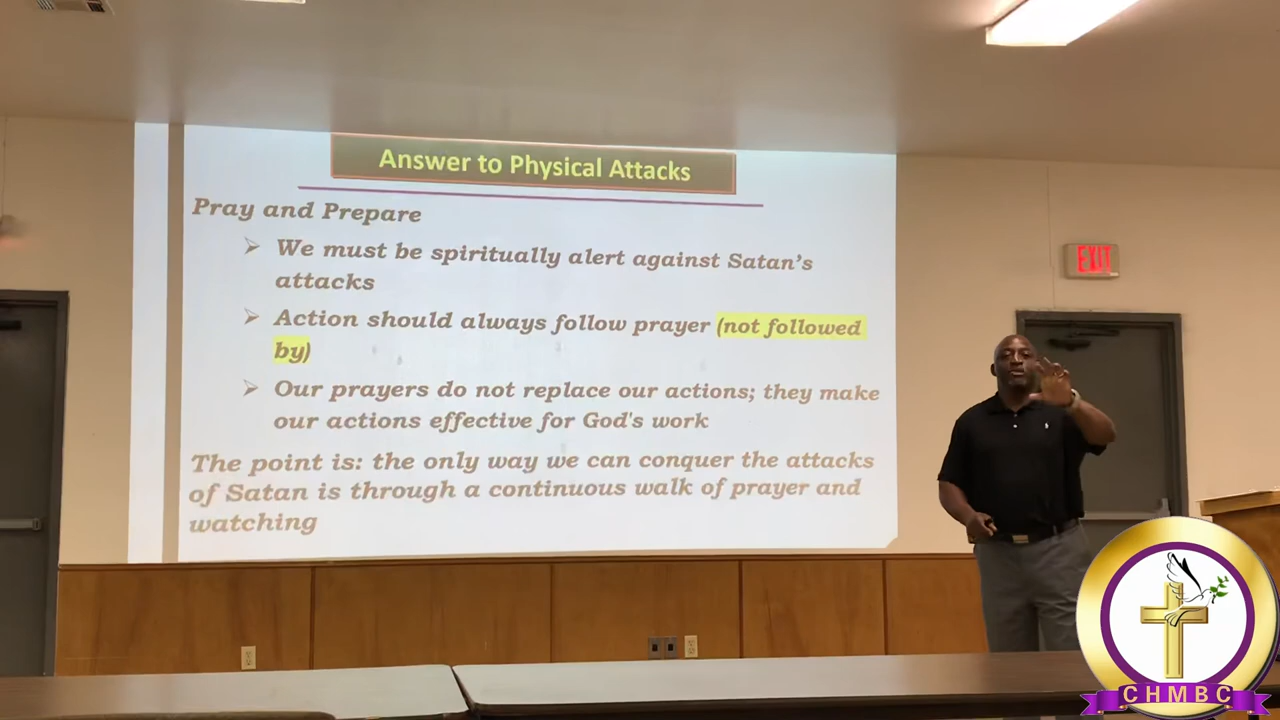 Answer to Physical Attacks
Pray and Prepare
We must be spiritually alert against Satan's
attacks
Action should always follow prayer (not followed
by)
Our prayers do not replace our actions; they make
our actions effective for God's work
The point is: the only way we can conquer the attacks
of Satan is through a continuous walk of prayer and
watching
EXIT
CHMBC